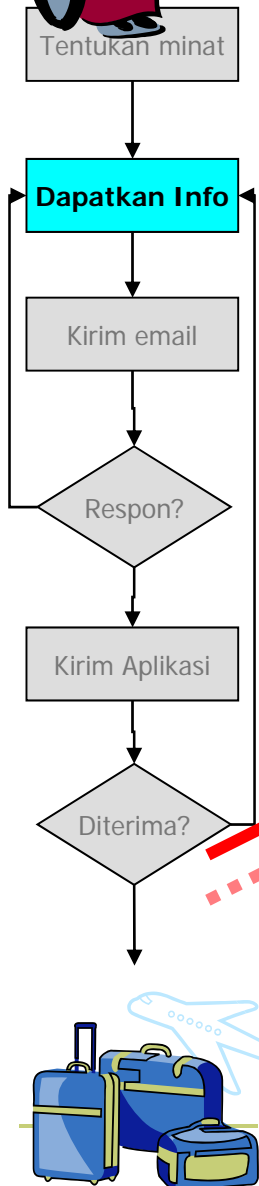 Tentukan minat
Dapatkan Info
Kirim email
Respon?
Kirim Aplikasi
Diterima?